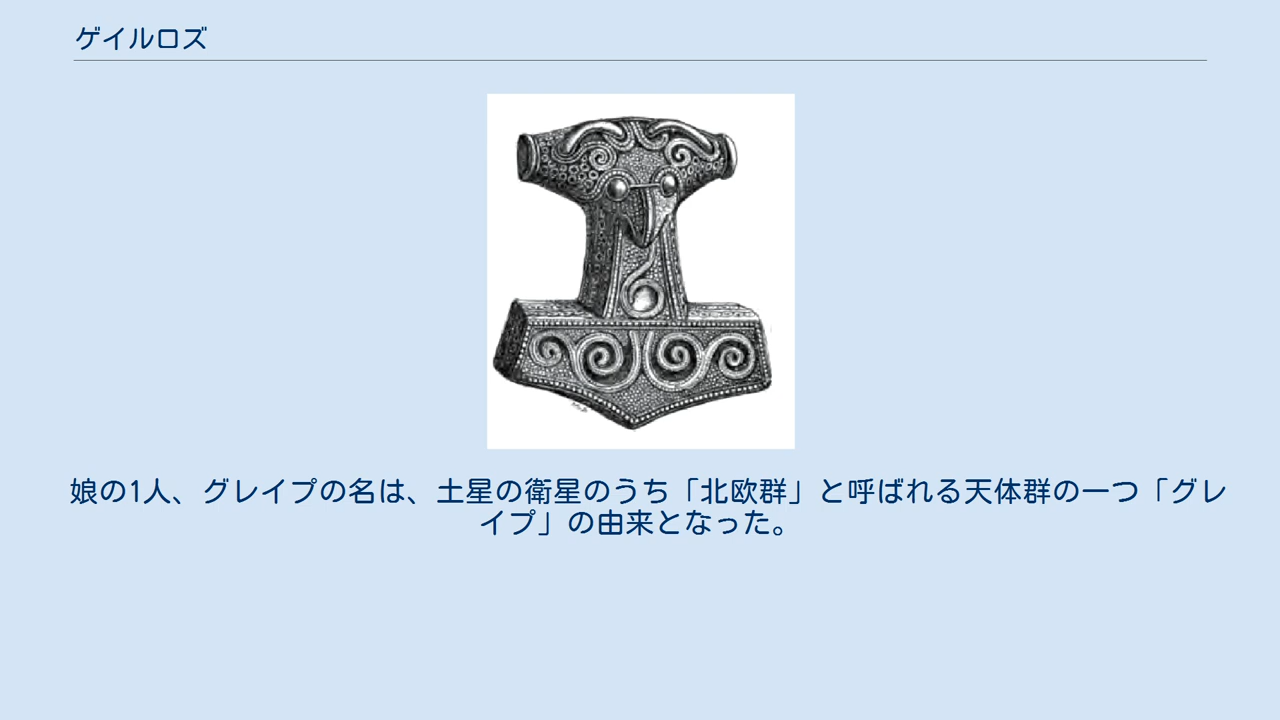 ゲイルロズ
娘の1人、グレイプの名は、土星の衛星のうち「北欧群」と呼ばれる天体群の一つ「グレ
イプ」の由来となった。